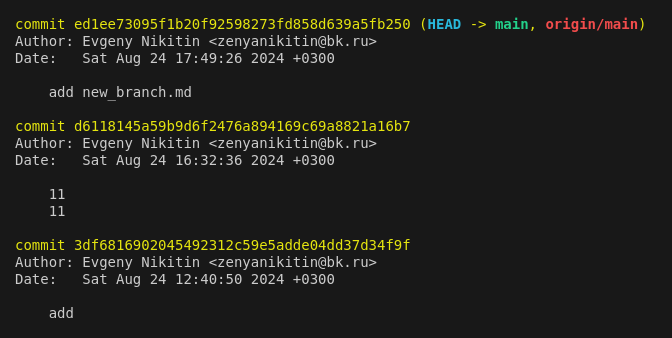 commit ed1ee73095f1b20f92598273fd858d639a5fb250 (HEAD -> main, origin/main)
Author: Evgeny Nikitin <zenyanikitin@bk.ru>
Date:   Sat Aug 24 17:49:26 2024 +0300
add new_branch.md
commit d6118145a59b9d6f2476a894169c69a8821a16b7
Author: Evgeny Nikitin <zenyanikitin@bk.ru>
Date:   Sat Aug 24 16:32:36 2024 +0300
11
11
commit 3df6816902045492312c59e5adde04dd37d34f9f
Author: Evgeny Nikitin <zenyanikitin@bk.ru>
Date:   Sat Aug 24 12:40:50 2024 +0300
add